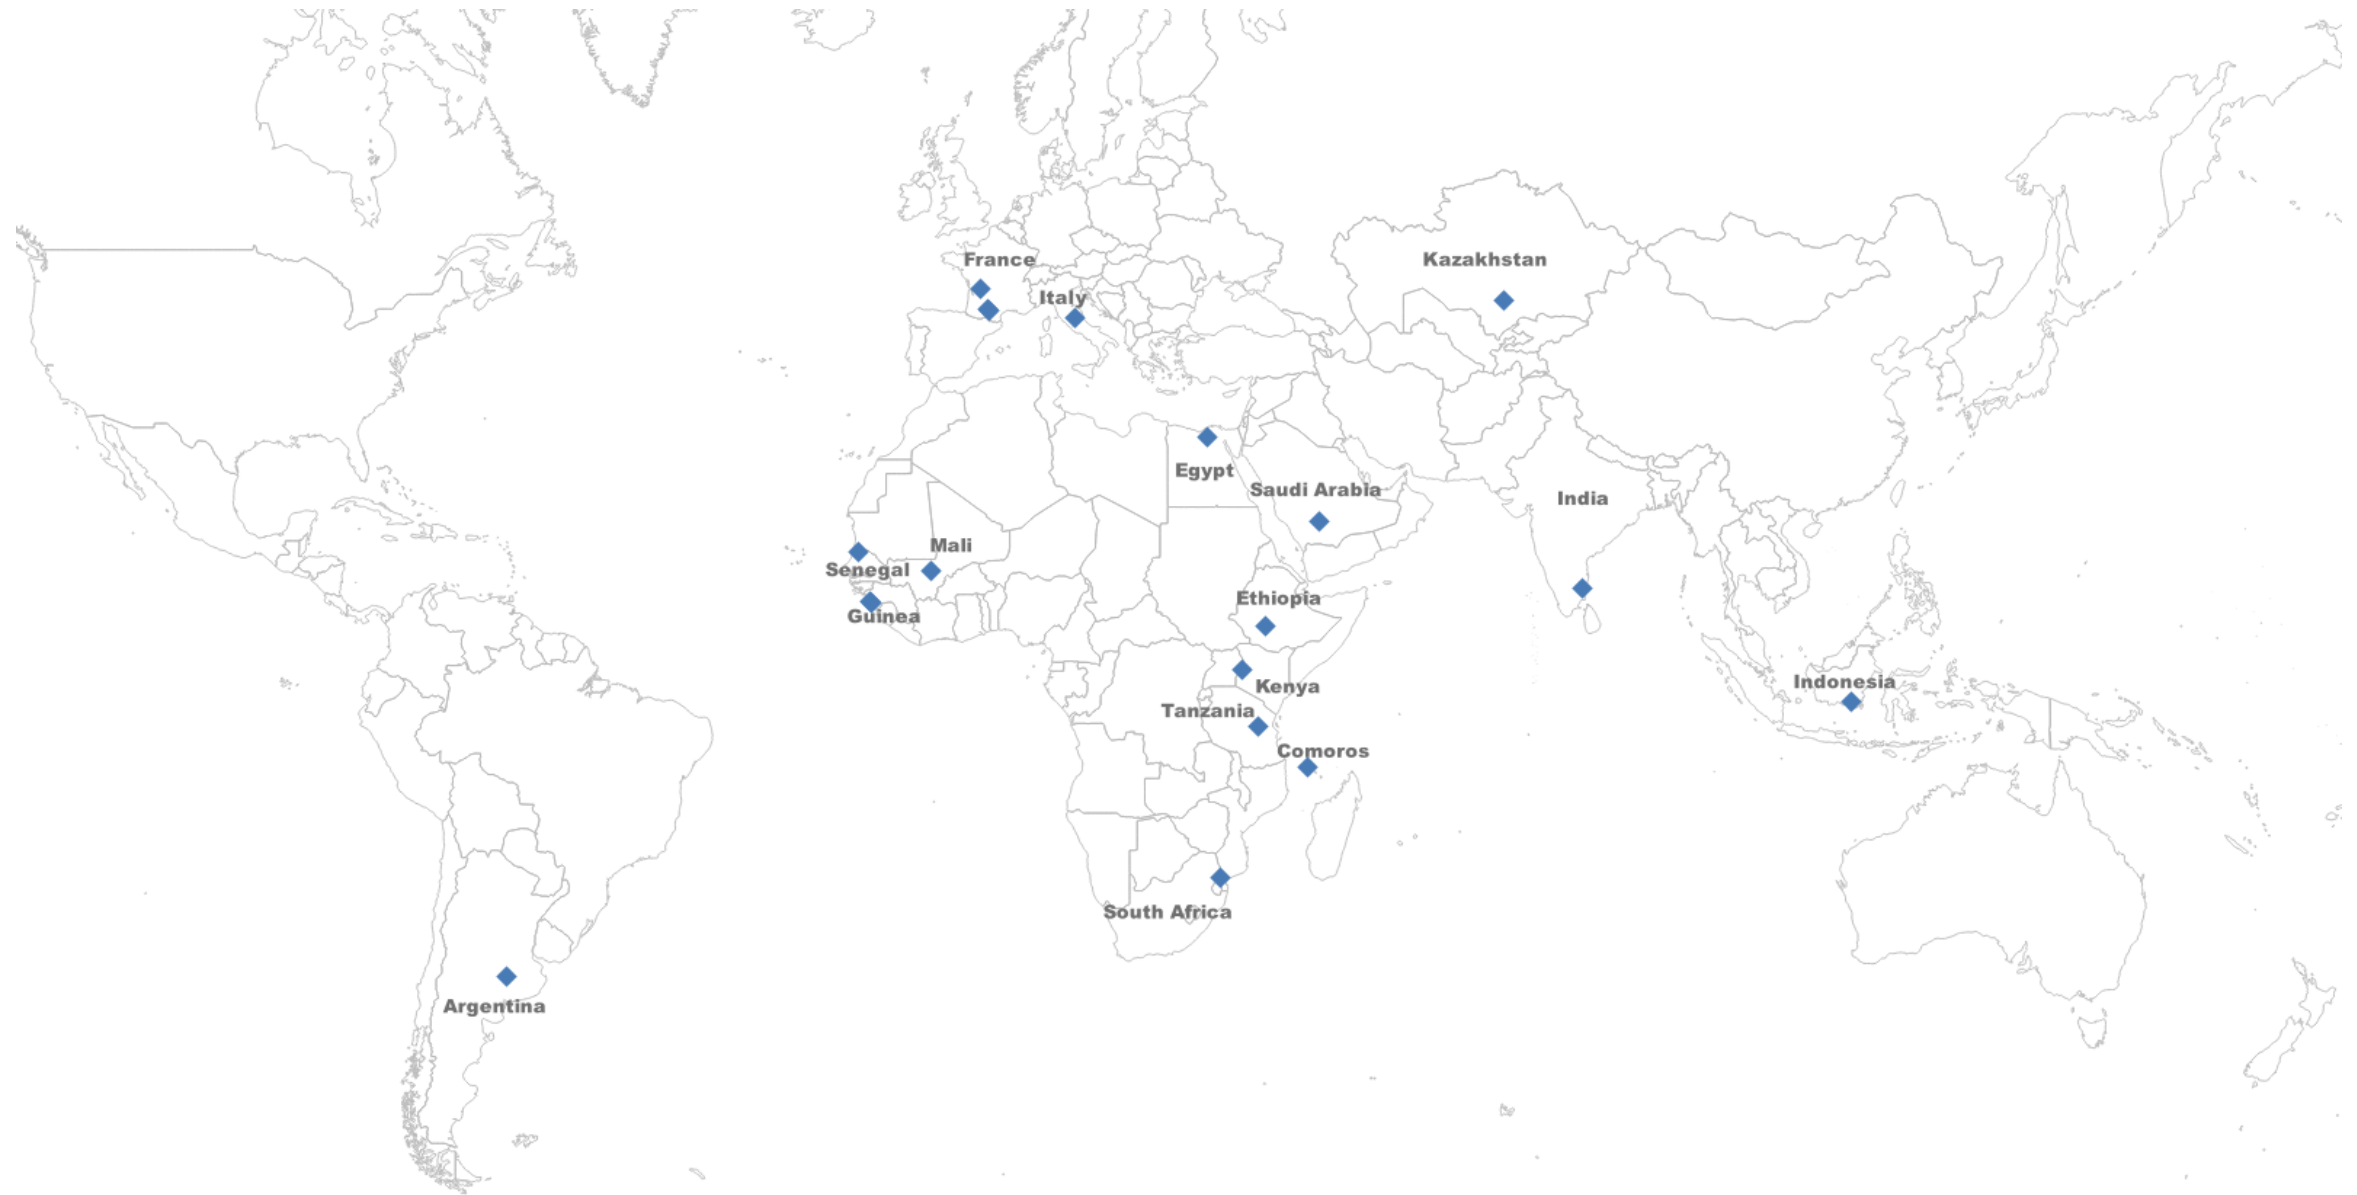 France
Kazakhstan
Italy
Egypt
Saudi Arabia
India
Mali
Senegal
Ethiopia
Guinea
Indonesia
Kenya
Tanzania
Comoros
South Africa
Argentina